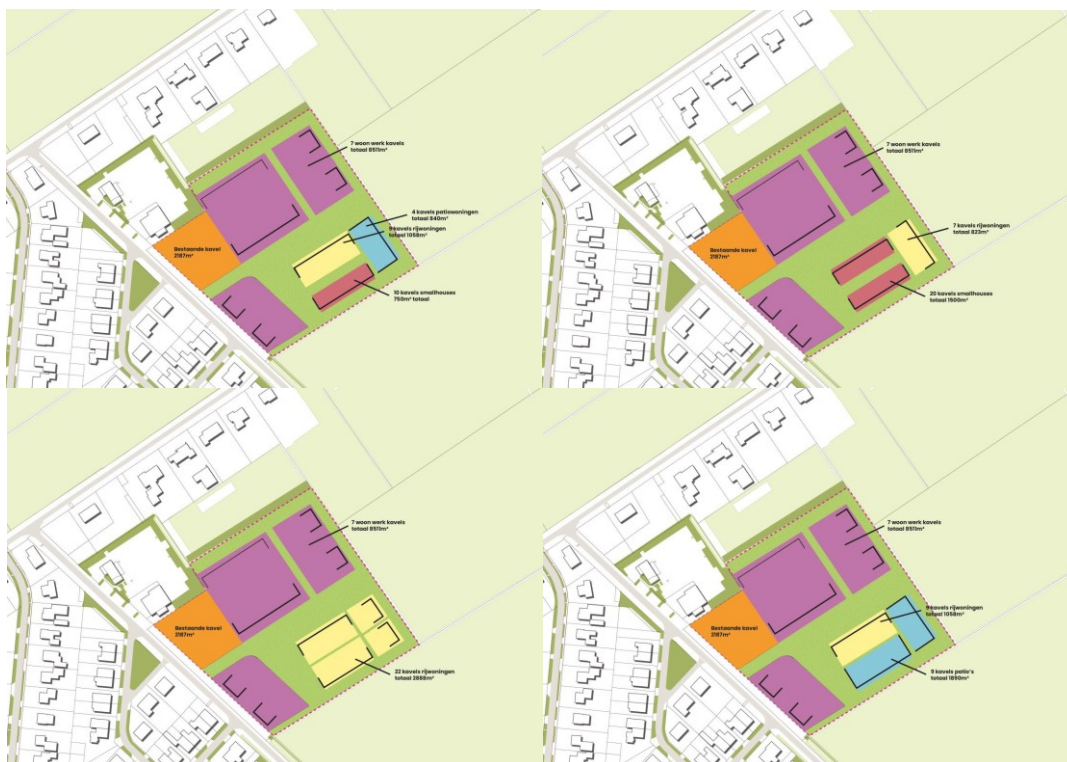 7 woon werk kavels
totaal 8511m²
4 kavels patiowoningen
totaal 840m²
9 kavels rijwoningen
totaal 1058m²
Bestaande kavel
2187m²
10 kavels smallhouses
750m² totaal
7 woon werk kavels
totaal 8511m²
7 kavels rijwoningen
totaal 823m²
Bestaande kavel
2187m²
20 kavels smallhouses
totaal 1500m²
7 woon werk kavels
totaal 8511m²
Bestaande kavel
2187m²
22 kavels rijwoningen
totaal 2888m²
7 woon werk kavels
totaal 8511m²
9 kavels rijwoningen
totaal 1058m²
Bestaande kavel
2187m²
9 kavels patio's
totaal 1890m²